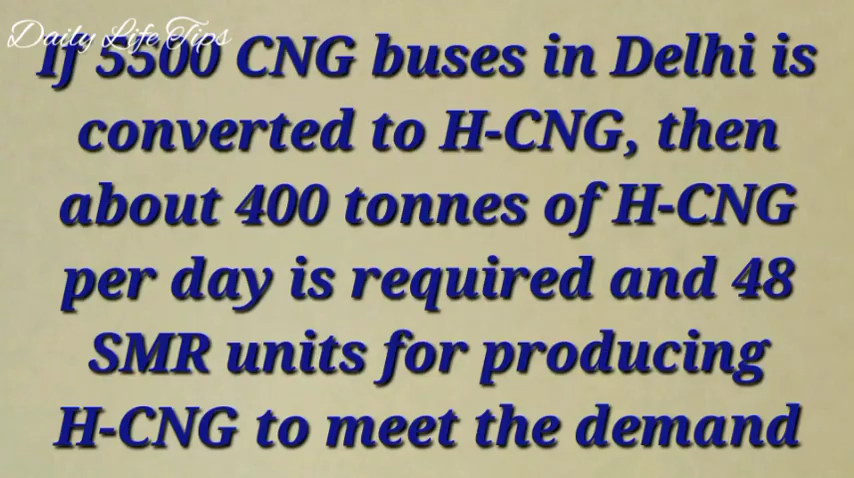 Daily Life Tips
If 5500 CNG buses in Delhi is
converted to H-CNG, then
about 400 tonnes of H-CNG
per day is required and 48
SMR units for producing
H-CNG to meet the demand